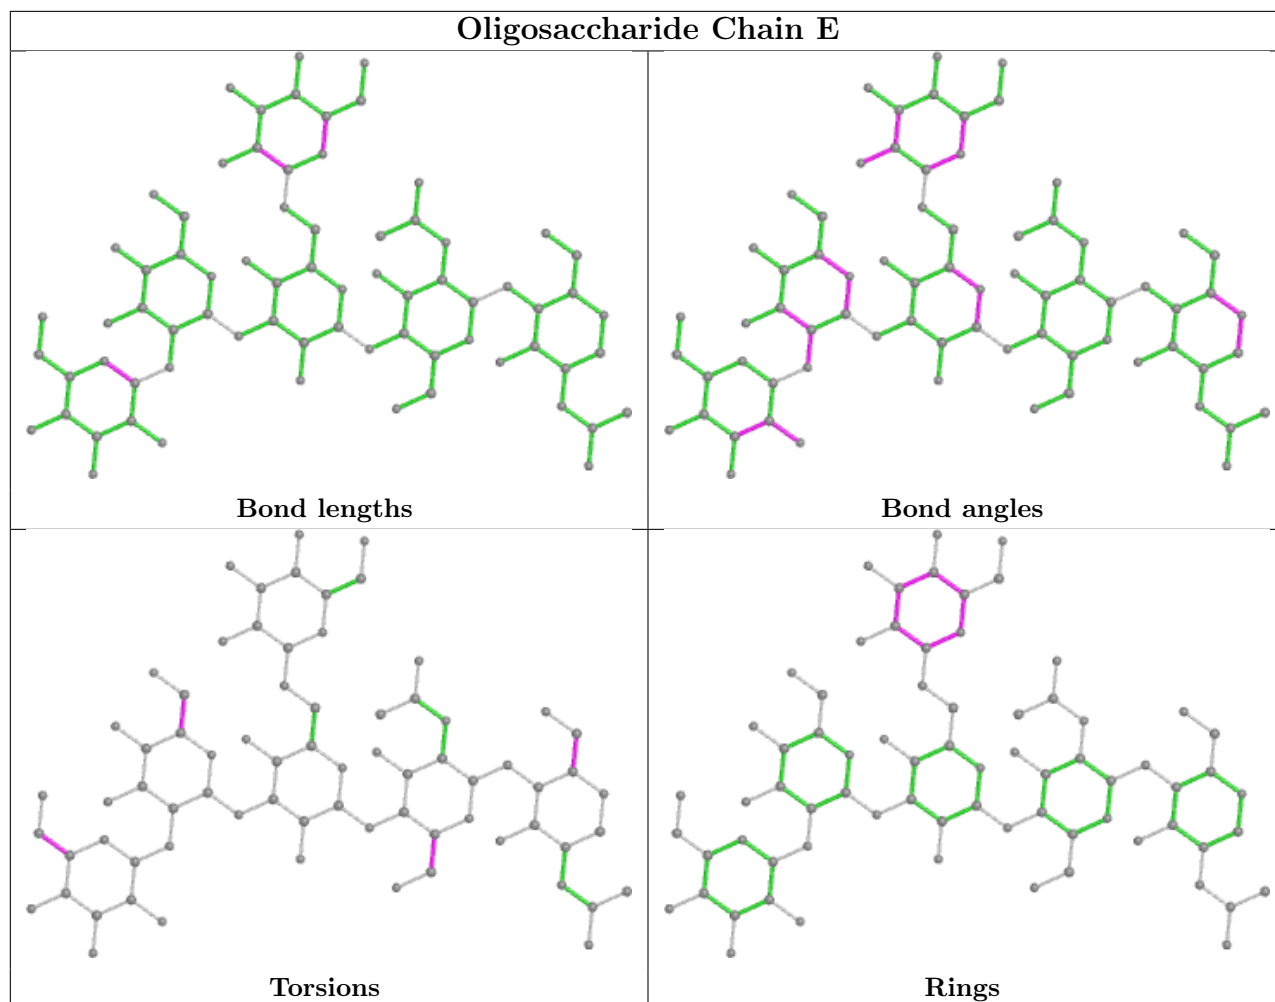 Oligosaccharide Chain E
Bond lengths
Bond angles
Torsions
Rings